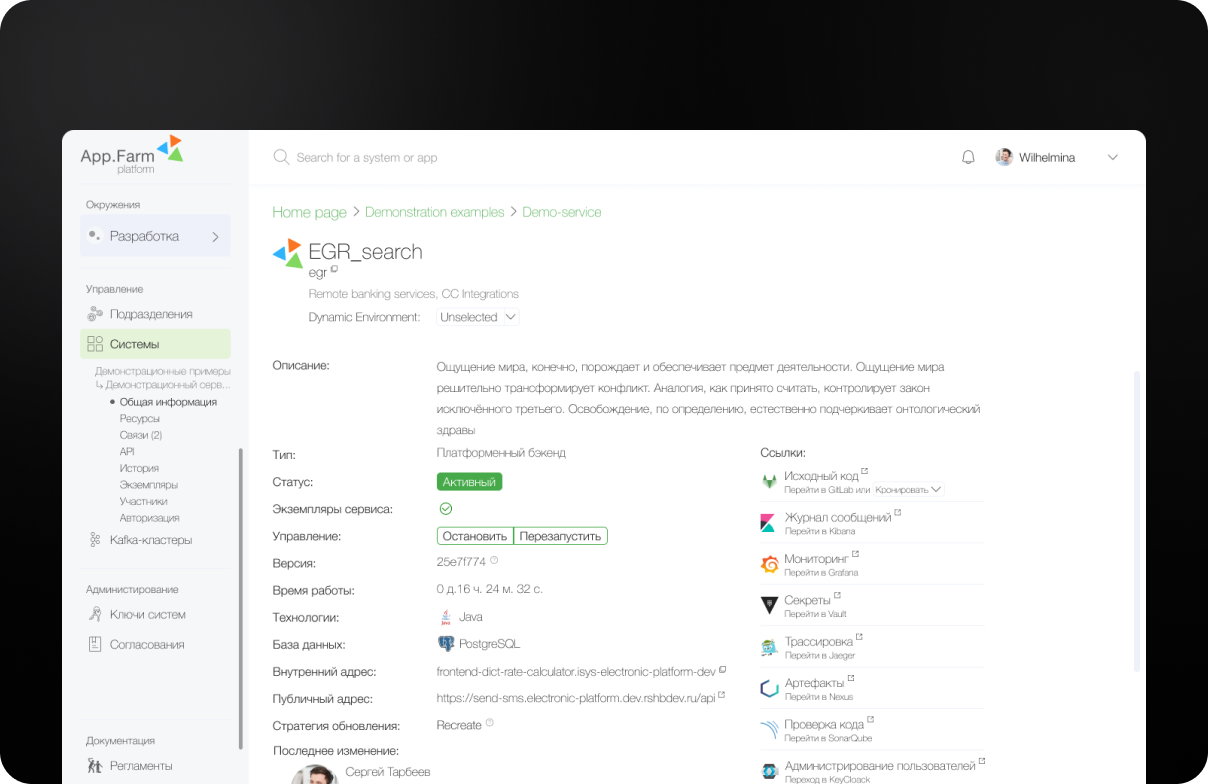 App.Farm
platform
Окружения
Разработка
Управление
Подразделения
Системы
Демонстрационные примеры
Демонстрационный серв...
Общая информация
Ресурсы
Связи (2)
API
История
Экземпляры
Участники
Авторизация
Kafka-кластеры
Администрирование
Ключи систем
Согласования
Документация
Регламенты
Search for a system or app
Wilhelmina
Home page > Demonstration examples > Demo-service
EGR_search
egr
Remote banking services, CC Integrations
Dynamic Environment: Unselected
Описание:
Ощущение мира, конечно, порождает и обеспечивает предмет деятельности. Ощущение мира
решительно трансформирует конфликт. Аналогия, как принято считать, контролирует закон
исключённого третьего. Освобождение, по определению, естественно подчеркивает онтологический
здравы
Тип: Платформенный бэкенд
Статус: Активный
Экземпляры сервиса:
Управление: Остановить Перезапустить
Версия: 25e7f774
Время работы: 0 д.16 ч. 24 м. 32 с.
Технологии: Java
База данных: PostgreSQL
Внутренний адрес: frontend-dict-rate-calculator.isys-electronic-platform-dev
Публичный адрес: https://send-sms.electronic-platform.dev.rshbdev.ru/api
Стратегия обновления: Recreate
Последнее изменение:
Сергей Тарбеев
Ссылки:
Исходный код
Перейти в GitLab или Кронировать
Журнал сообщений
Перейти в Kibana
Мониторинг
Перейти в Grafana
Секреты
Перейти в Vault
Трассировка
Перейти в Jaeger
Артефакты
Перейти в Nexus
Проверка кода
Перейти в SonarQube
Администрирование пользователей
Переход в KeyCloack